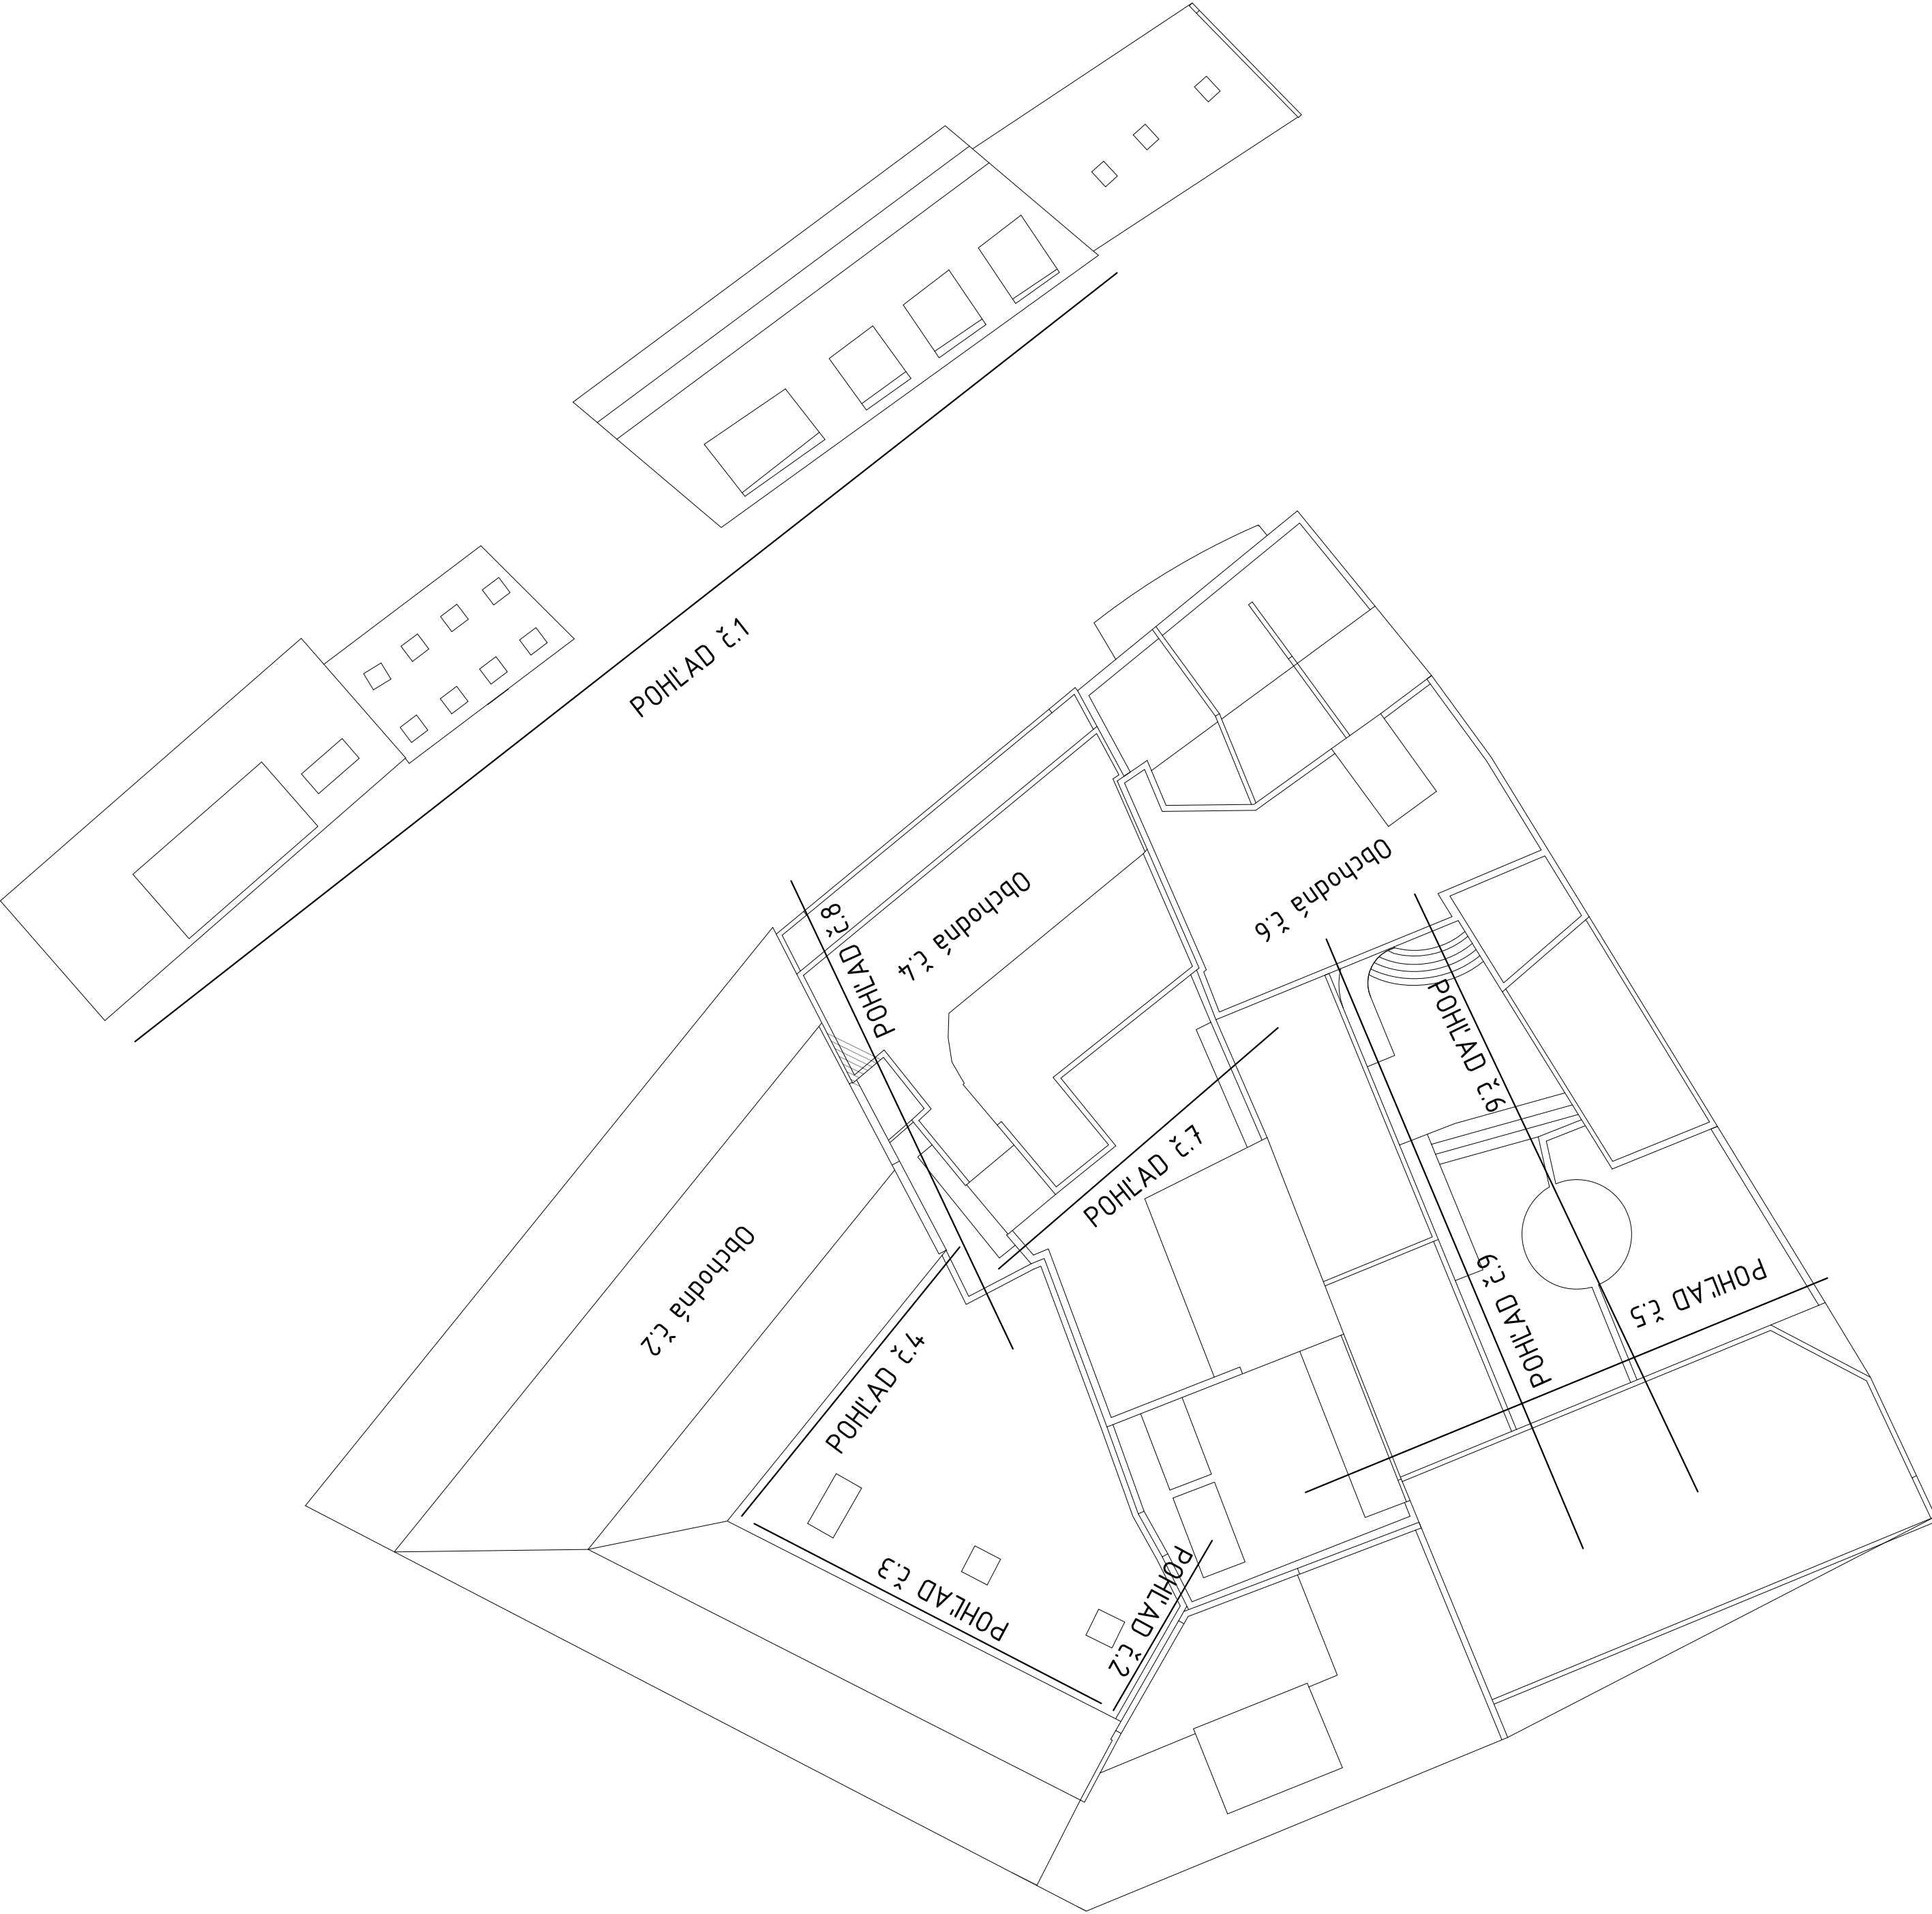 POHĽAD č.1
Obchodná č.6
Obchodná č.4
POHĽAD č.8
POHĽAD č.6
POHĽAD č.7
Obchodná č.2
POHĽAD č.9
POHĽAD č.5
POHĽAD č.4
POHĽAD č.3
POHĽAD č.2